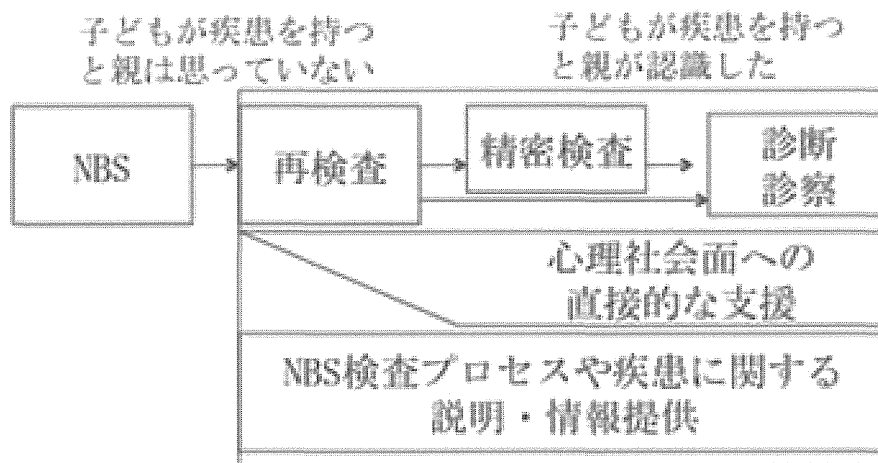 子どもが疾患を持つ
と親は思っていない
子どもが疾患を持つ
と親が認識した
NBS
再検査
精密検査
診断
診察
心理社会面への
直接的な支援
NBS検査プロセスや疾患に関する
説明・情報提供